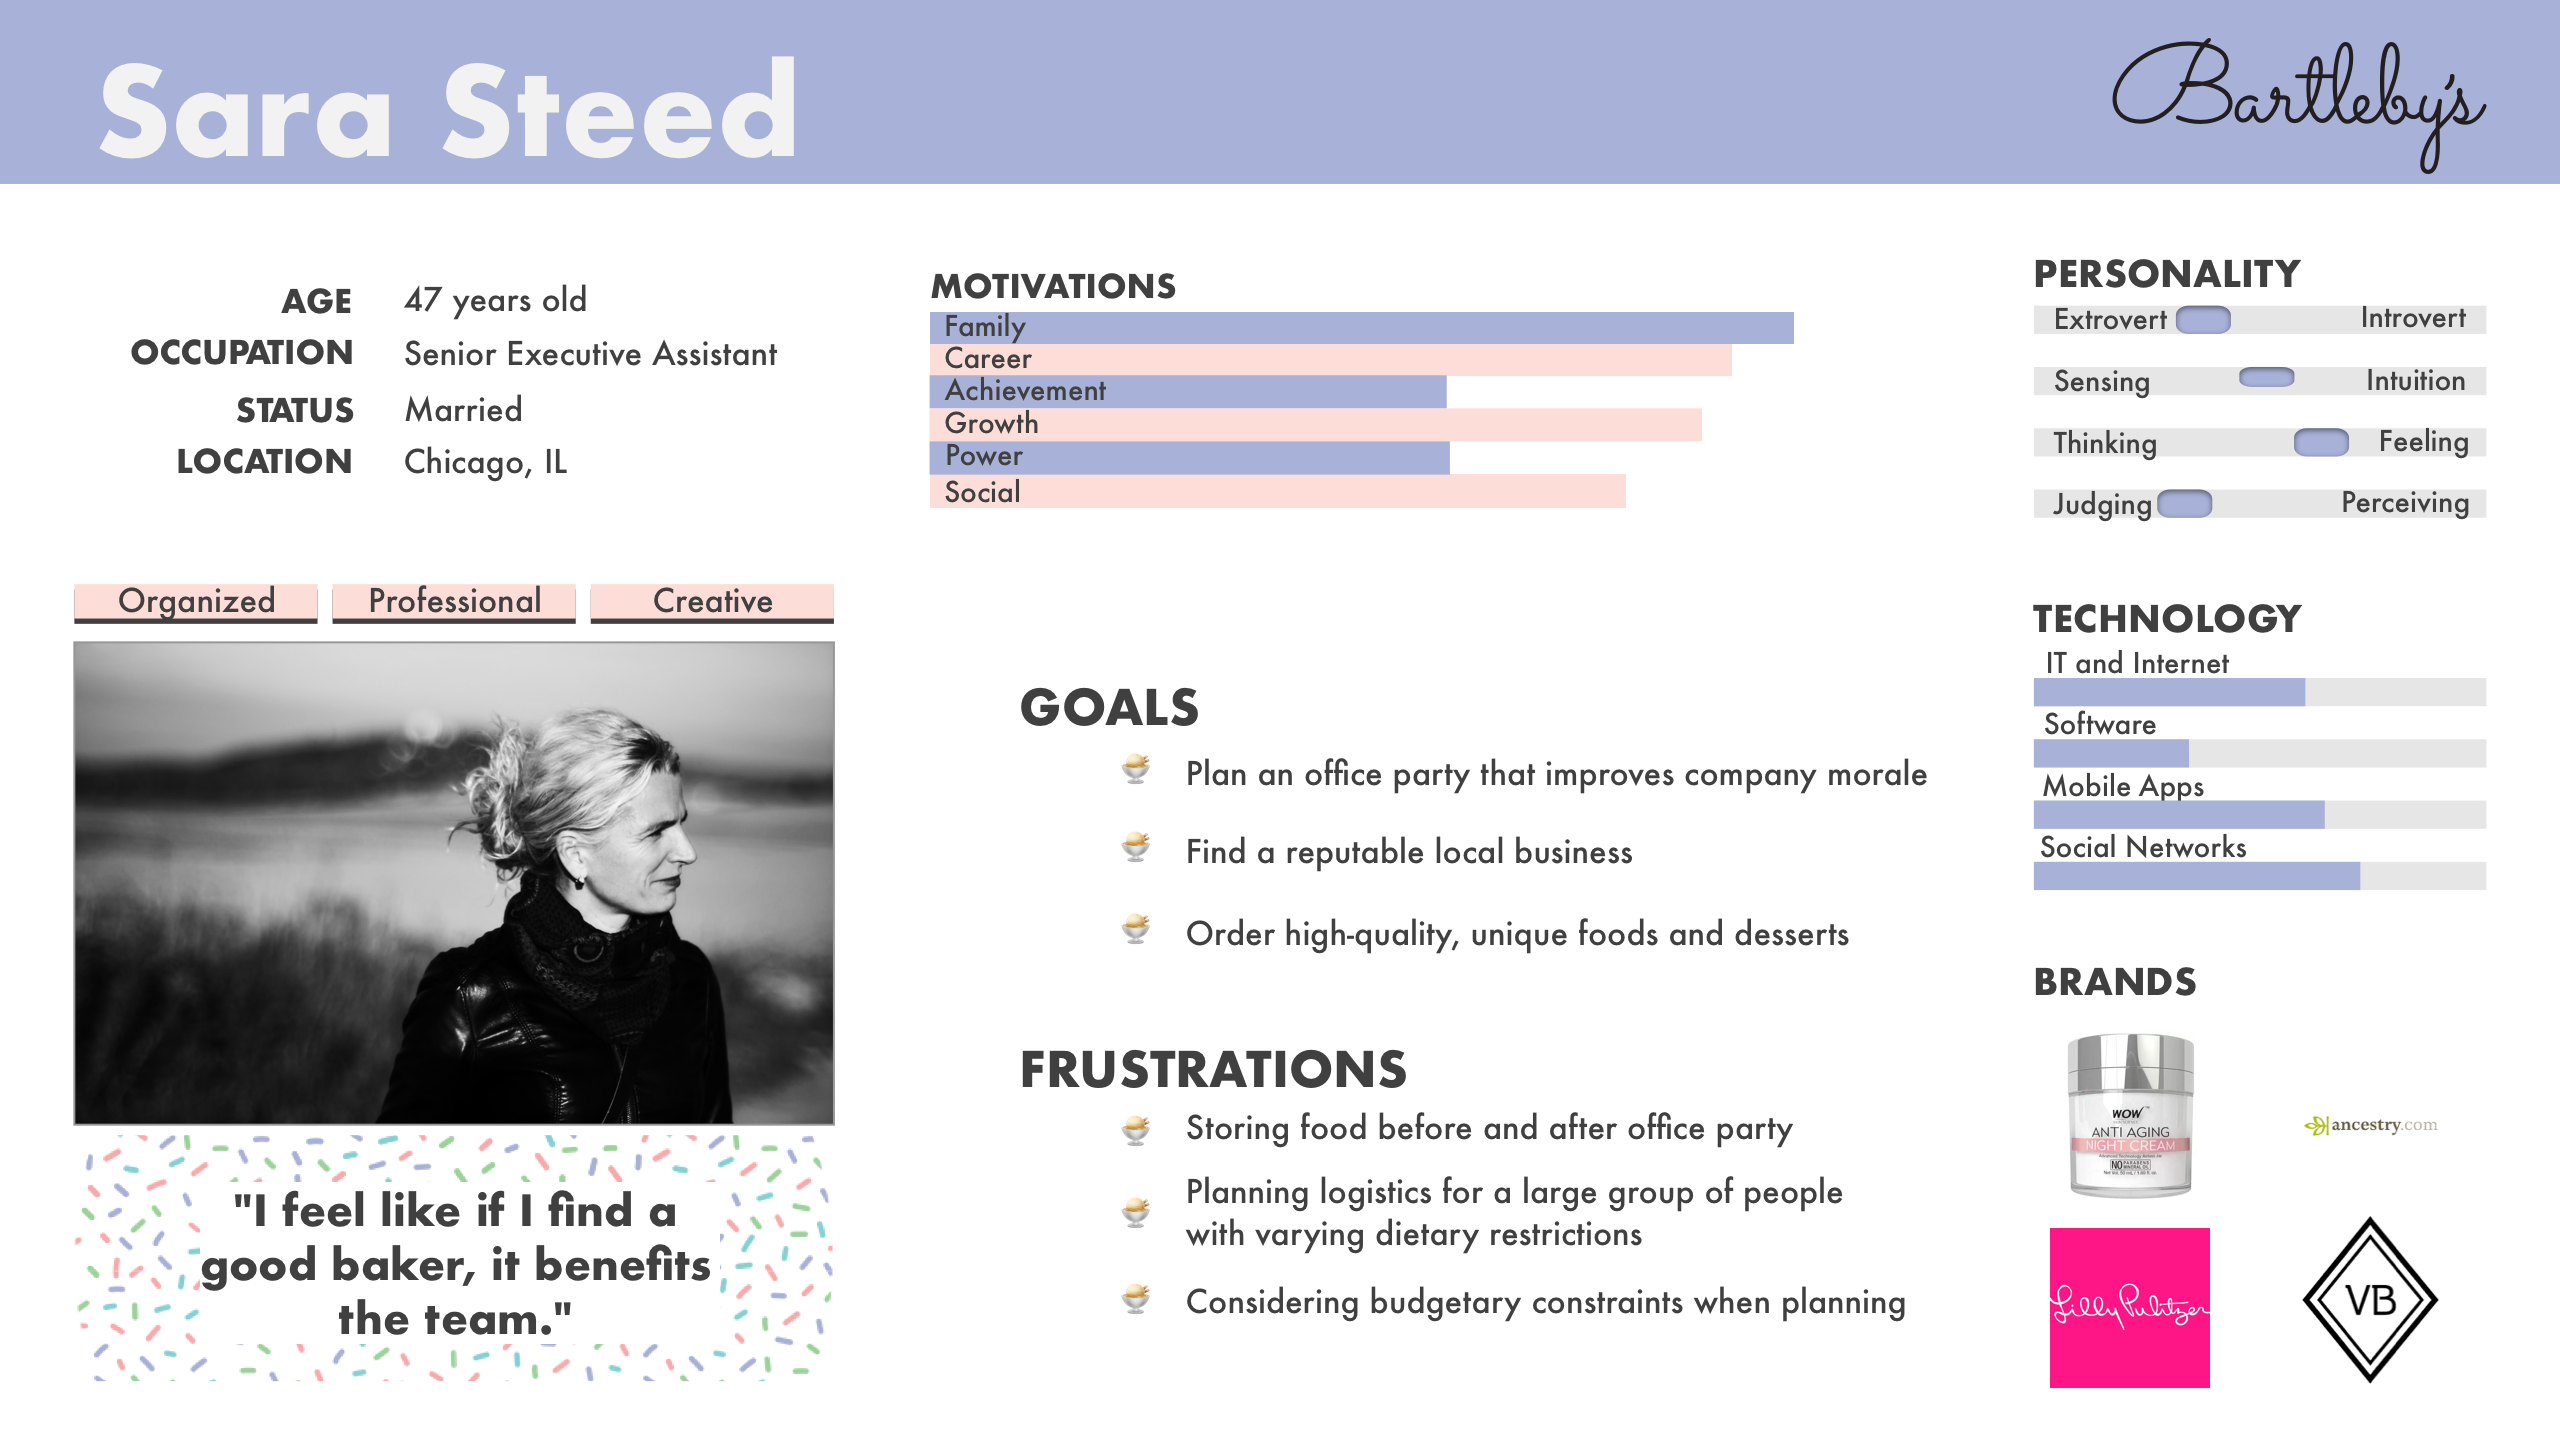 Sara Steed
Bartleby's
AGE 47 years old
OCCUPATION Senior Executive Assistant
STATUS Married
LOCATION Chicago, IL
Organized Professional Creative
"I feel like if I find a
good baker, it benefits
the team."
MOTIVATIONS
Family
Career
Achievement
Growth
Power
Social
GOALS
Plan an office party that improves company morale
Find a reputable local business
Order high-quality, unique foods and desserts
FRUSTRATIONS
Storing food before and after office party
Planning logistics for a large group of people
with varying dietary restrictions
Considering budgetary constraints when planning
PERSONALITY
Extrovert Introvert
Sensing Intuition
Thinking Feeling
Judging Perceiving
TECHNOLOGY
IT and Internet
Software
Mobile Apps
Social Networks
BRANDS
WOW
ANTI AGING
NIGHT CREAM
NO PARABENS MINERAL OIL
ancestry.com
Lilly Pulitzer
VB